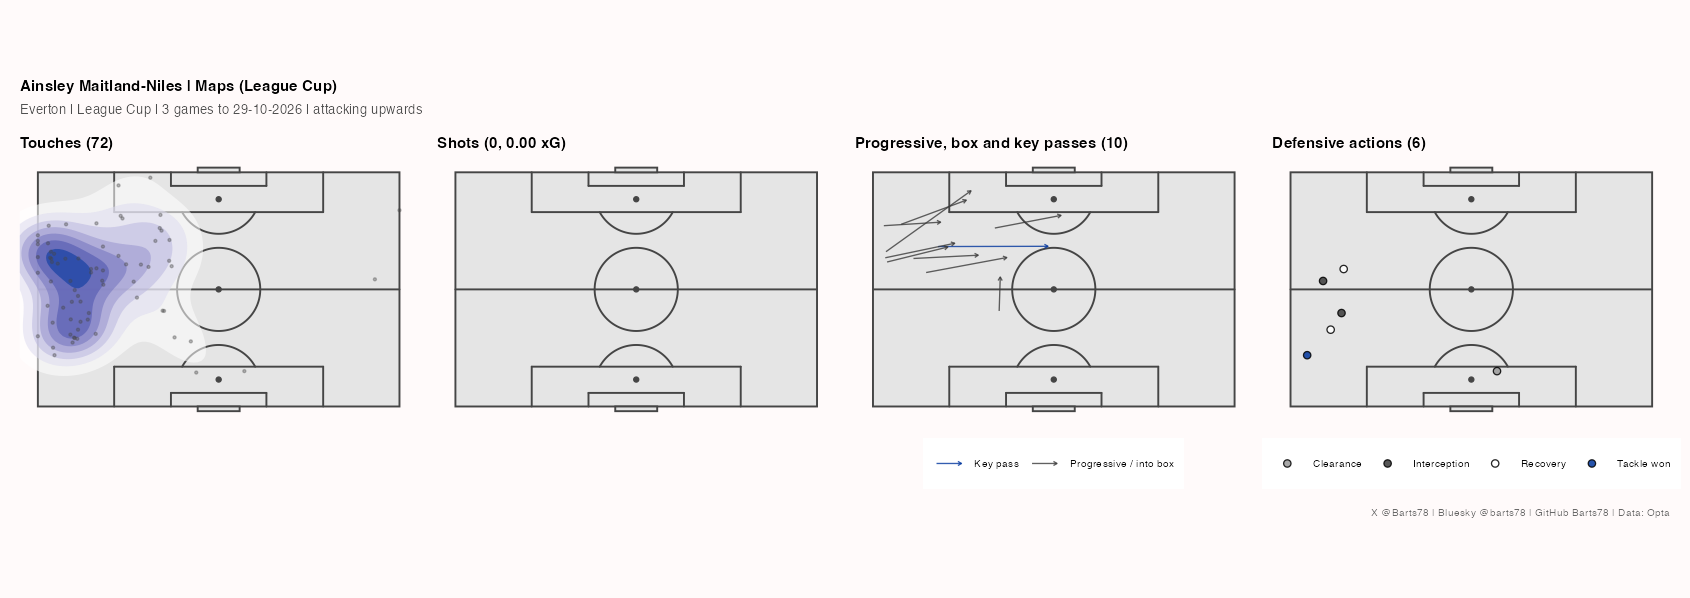 Ainsley Maitland-Niles | Maps (League Cup)
Everton | League Cup | 3 games to 29-10-2026 | attacking upwards
Touches (72)
Shots (0, 0.00 xG)
Progressive, box and key passes (10)
Defensive actions (6)
Key pass
Progressive / into box
Clearance
Interception
Recovery
Tackle won
X @Barts78 | Bluesky @barts78 | GitHub Barts78 | Data: Opta